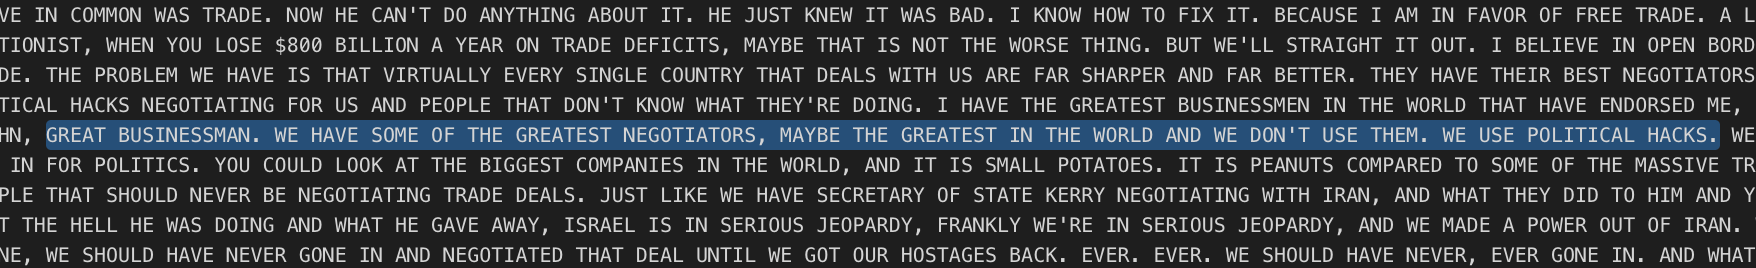 VE IN COMMON WAS TRADE. NOW HE CAN'T DO ANYTHING ABOUT IT. HE JUST KNEW IT WAS BAD. I KNOW HOW TO FIX IT. BECAUSE I AM IN FAVOR OF FREE TRADE. A L
TIONIST, WHEN YOU LOSE $800 BILLION A YEAR ON TRADE DEFICITS, MAYBE THAT IS NOT THE WORSE THING. BUT WE'LL STRAIGHT IT OUT. I BELIEVE IN OPEN BORD
DE. THE PROBLEM WE HAVE IS THAT VIRTUALLY EVERY SINGLE COUNTRY THAT DEALS WITH US ARE FAR SHARPER AND FAR BETTER. THEY HAVE THEIR BEST NEGOTIATORS
TICAL HACKS NEGOTIATING FOR US AND PEOPLE THAT DON'T KNOW WHAT THEY'RE DOING. I HAVE THE GREATEST BUSINESSMEN IN THE WORLD THAT HAVE ENDORSED ME,
HN, GREAT BUSINESSMAN. WE HAVE SOME OF THE GREATEST NEGOTIATORS, MAYBE THE GREATEST IN THE WORLD AND WE DON'T USE THEM. WE USE POLITICAL HACKS. WE
IN FOR POLITICS. YOU COULD LOOK AT THE BIGGEST COMPANIES IN THE WORLD, AND IT IS SMALL POTATOES. IT IS PEANUTS COMPARED TO SOME OF THE MASSIVE TR
PLE THAT SHOULD NEVER BE NEGOTIATING TRADE DEALS. JUST LIKE WE HAVE SECRETARY OF STATE KERRY NEGOTIATING WITH IRAN, AND WHAT THEY DID TO HIM AND Y
T THE HELL HE WAS DOING AND WHAT HE GAVE AWAY, ISRAEL IS IN SERIOUS JEOPARDY, FRANKLY WE'RE IN SERIOUS JEOPARDY, AND WE MADE A POWER OUT OF IRAN.
NE, WE SHOULD HAVE NEVER GONE IN AND NEGOTIATED THAT DEAL UNTIL WE GOT OUR HOSTAGES BACK. EVER. EVER. WE SHOULD HAVE NEVER, EVER GONE IN. AND WHAT